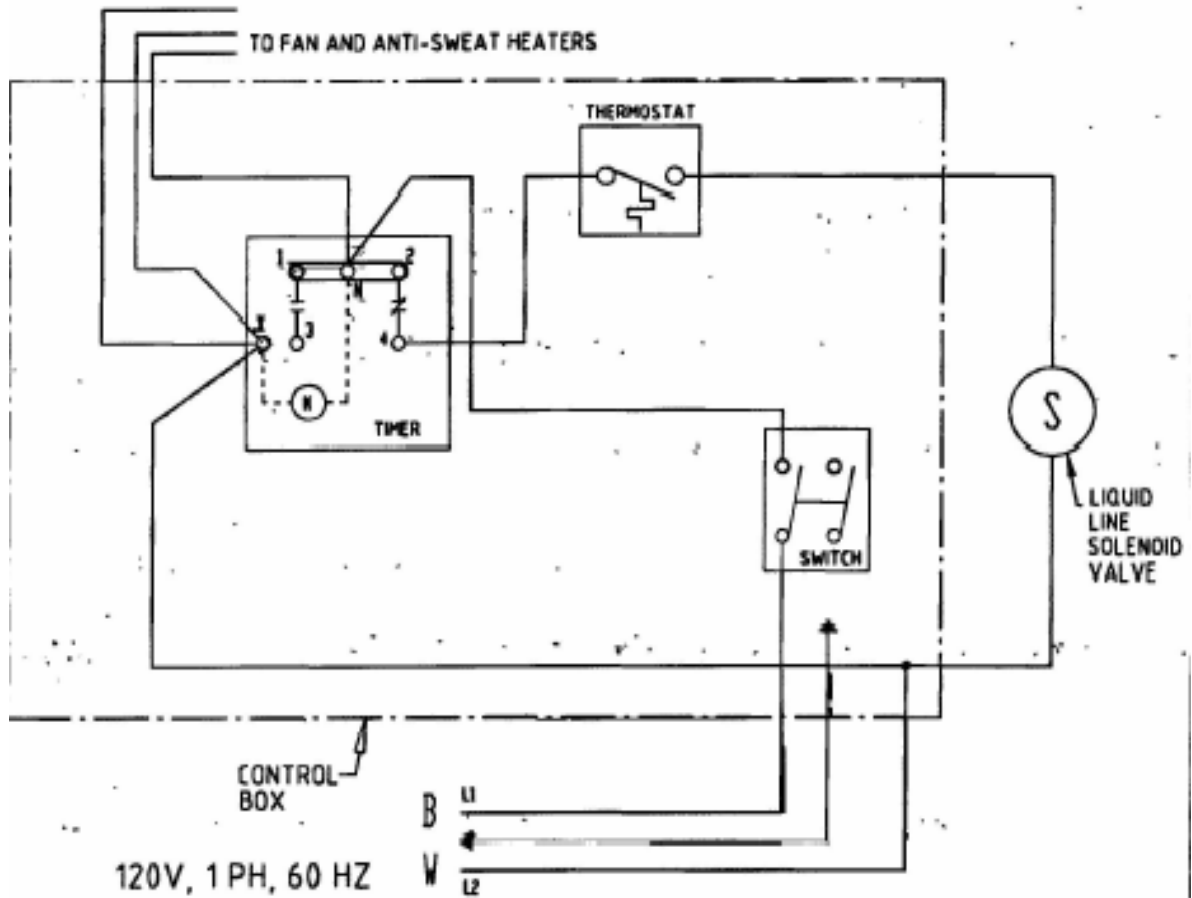 TO FAN AND ANTI-SWEAT HEATERS
THERMOSTAT
1
2
3
4
TIMER
S
SWITCH
LIQUID
LINE
SOLENOID
VALVE
CONTROL
BOX
B
L1
W
L2
120V, 1 PH, 60 HZ